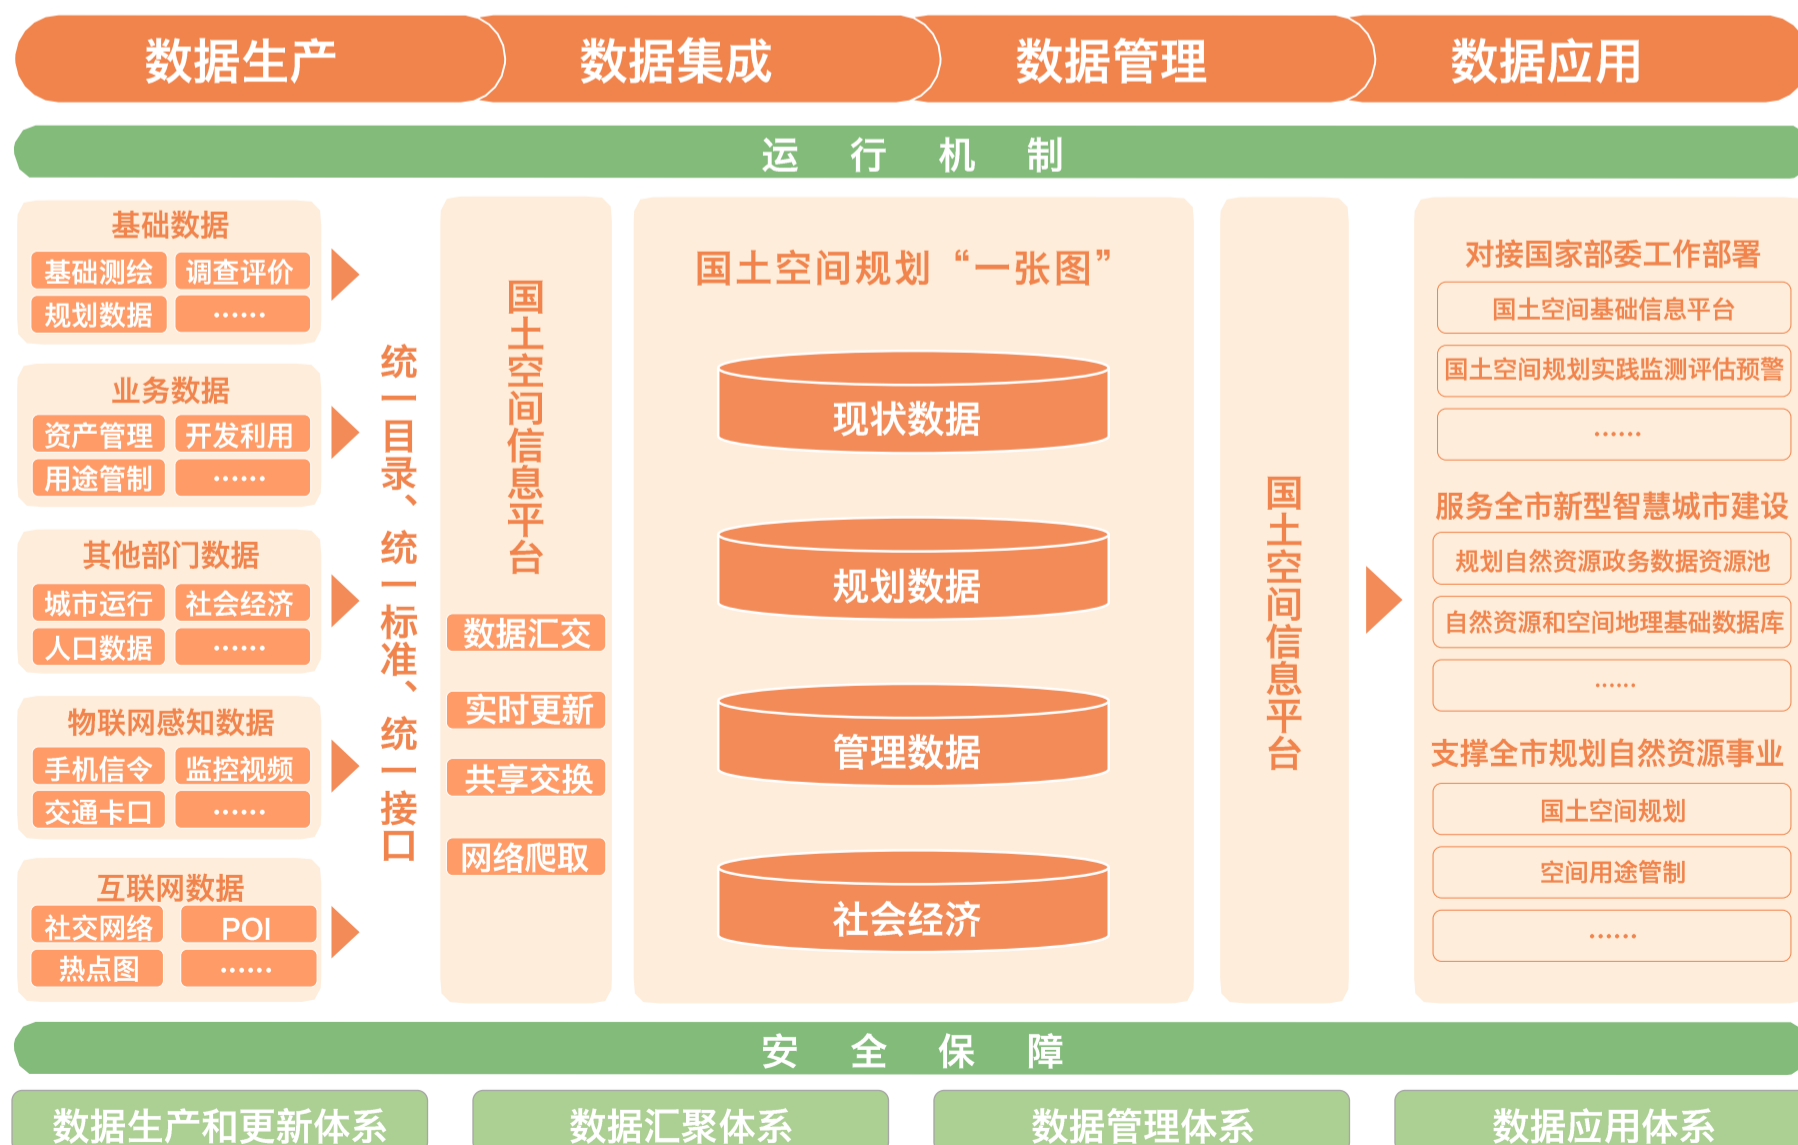 数据生产
数据集成
数据管理
数据应用
运行机制
基础数据
基础测绘
调查评价
规划数据
······
业务数据
资产管理
开发利用
用途管制
······
其他部门数据
城市运行
社会经济
人口数据
······
物联网感知数据
手机信令
监控视频
交通卡口
······
互联网数据
社交网络
POI
热点图
······
统一目录、统一标准、统一接口
国土空间信息平台
数据汇交
实时更新
共享交换
网络爬取
国土空间规划“一张图”
现状数据
规划数据
管理数据
社会经济
国土空间信息平台
对接国家部委工作部署
国土空间基础信息平台
国土空间规划实践监测评估预警
······
服务全市新型智慧城市建设
规划自然资源政务数据资源池
自然资源和空间地理基础数据库
······
支撑全市规划自然资源事业
国土空间规划
空间用途管制
······
安全保障
数据生产和更新体系
数据汇聚体系
数据管理体系
数据应用体系